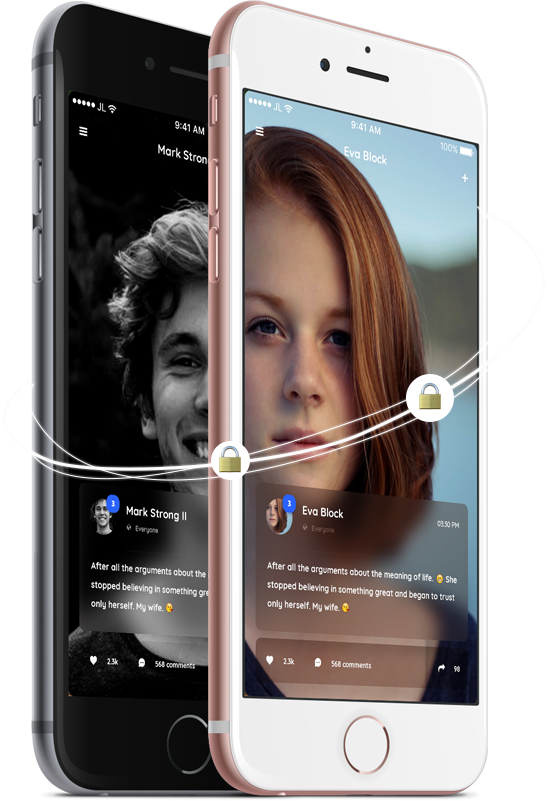 JL
9:41 AM
Mark Stron
3
Mark Strong II
Everyone
After all the arguments about the
stopped believing in something gre
only herself. My wife. 😘
2.3k
568 comments
JL
9:41 AM
100%
Eva Block
+
3
Eva Block
Everyone
03:30 PM
After all the arguments about the meaning of life. 🤓 She
stopped believing in something great and began to trust
only herself. My wife. 😘
2.3k
568 comments
98